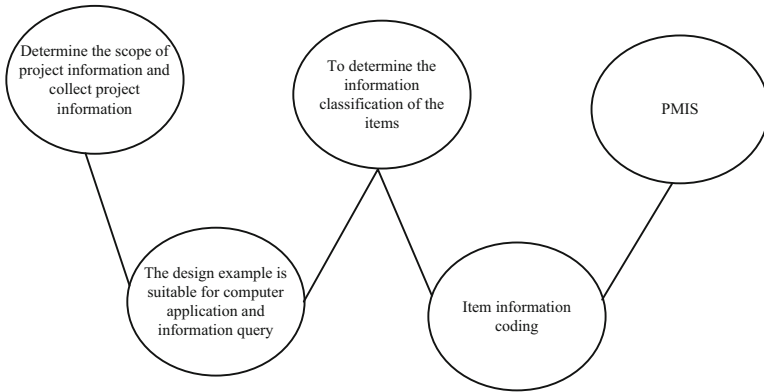 Determine the scope of
project information and
collect project
information
The design example is
suitable for computer
application and
information query
To determine the
information
classification of the
items
Item information
coding
PMIS